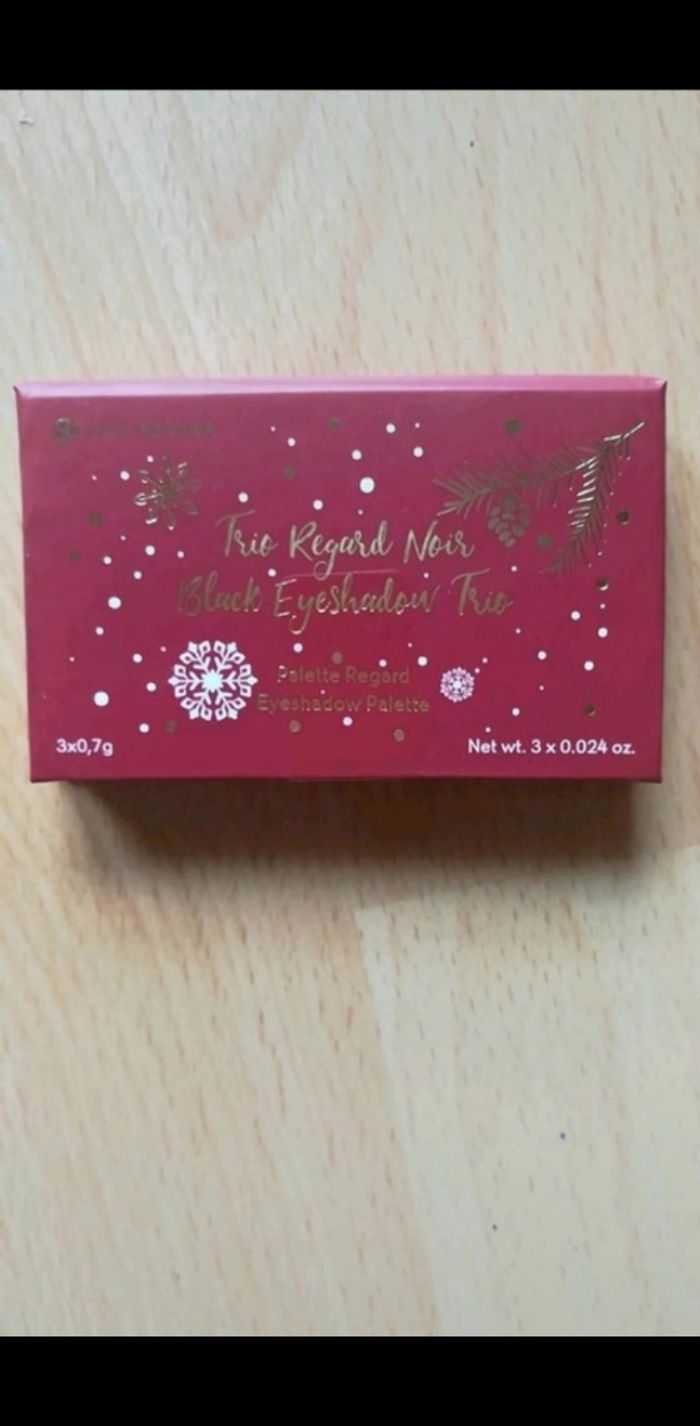 Trio Regard Noir
Black Eyeshadow Trio
Palette Regard
Eyeshadow Palette
3x0,7g
Net wt. 3 x 0.024 oz.